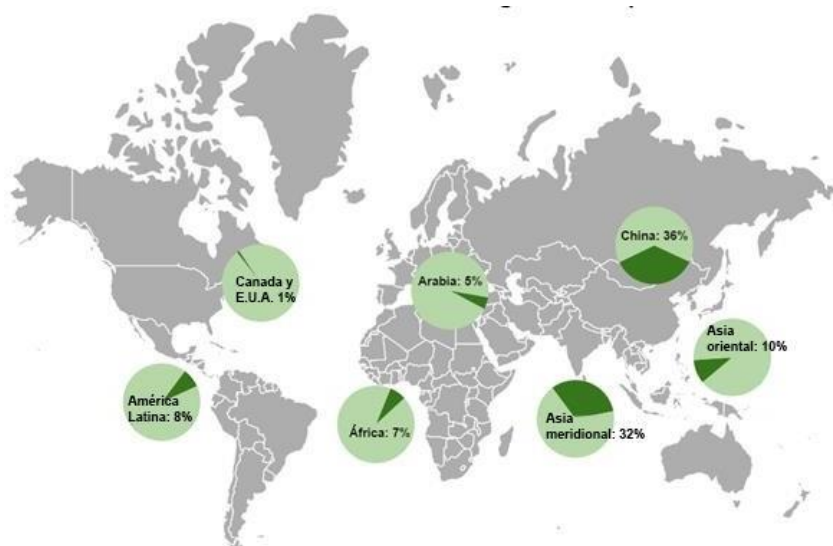 China: 36%
Canada y
E.U.A. 1%
Arabia: 5%
Asia
oriental: 10%
América
Latina: 8%
África: 7%
Asia
meridional: 32%